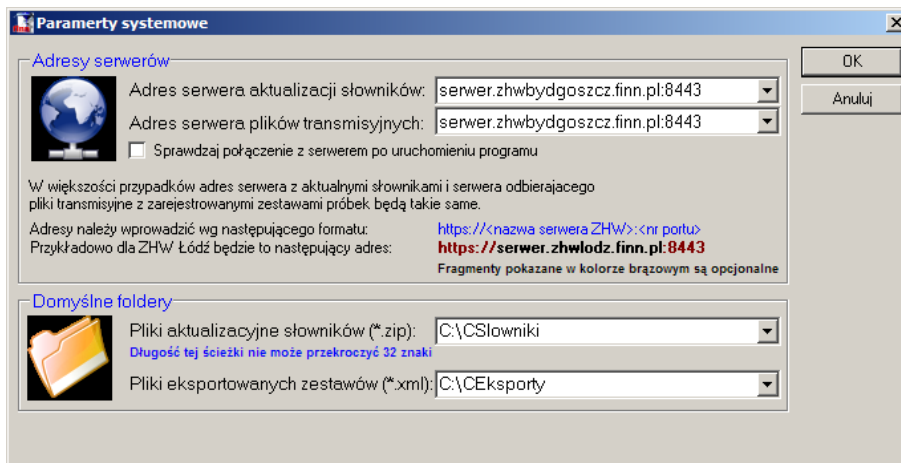 Paramerty systemowe
Adresy serwerów
OK
Adres serwera aktualizacji słowników: serwer.zhwbydgoszcz.finn.pl:8443
Anuluj
Adres serwera plików transmisyjnych: serwer.zhwbydgoszcz.finn.pl:8443
Sprawdzaj połączenie z serwerem po uruchomieniu programu
W większości przypadków adres serwera z aktualnymi słownikami i serwera odbierajacego
pliki transmisyjne z zarejestrowanymi zestawami próbek będą takie same.
Adresy należy wprowadzić wg następującego formatu: https://<nazwa serwera ZHW>:<nr portu>
Przykładowo dla ZHW Łódź będzie to następujący adres: https://serwer.zhwlodz.finn.pl:8443
Fragmenty pokazane w kolorze brązowym są opcjonalne
Domyślne foldery
Pliki aktualizacyjne słowników (*.zip): C:\CSlowniki
Długość tej ścieżki nie może przekroczyć 32 znaki
Pliki eksportowanych zestawów (*.xml): C:\CEksporty